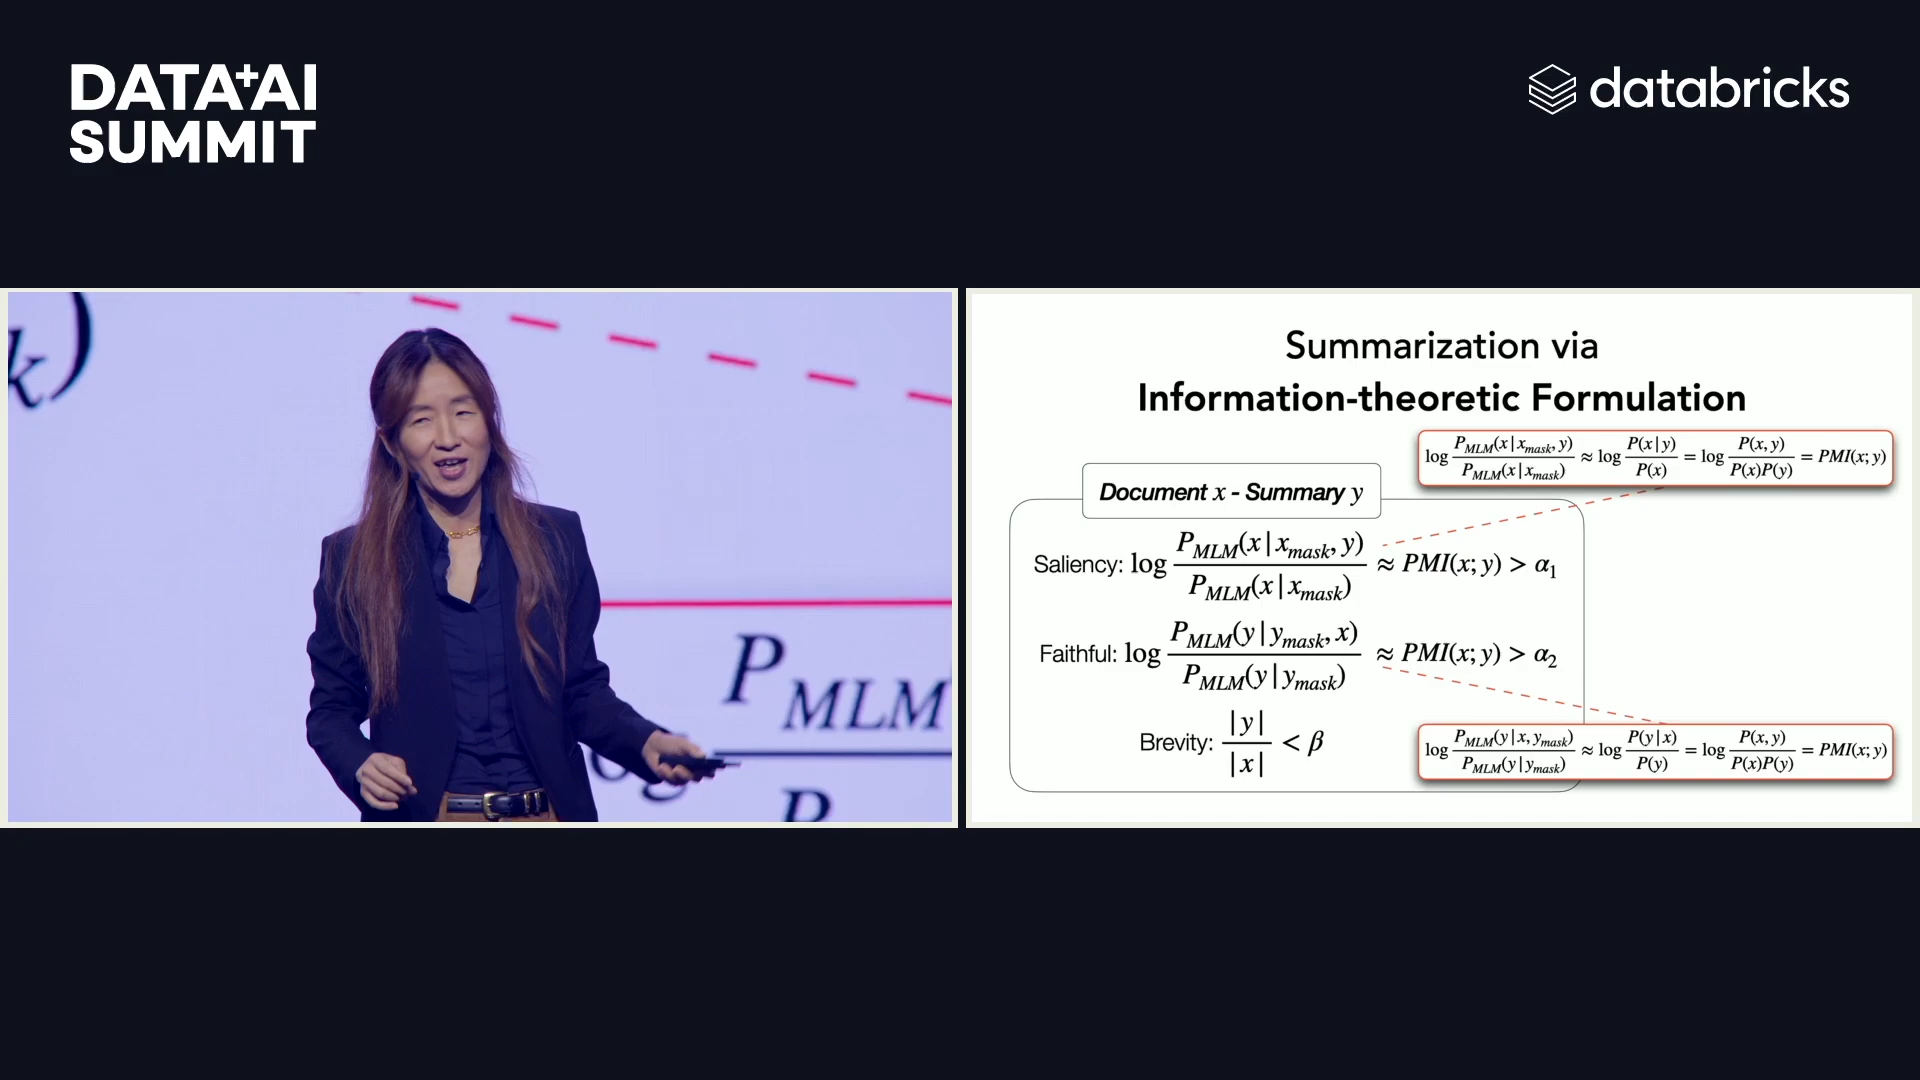 DATA+AI
SUMMIT
databricks
k)
P_MLM
P
Summarization via
Information-theoretic Formulation
log P_MLM(x|x_mask, y) / P_MLM(x|x_mask) ≈ log P(x|y) / P(x) = log P(x, y) / P(x)P(y) = PMI(x; y)
Document x - Summary y
Saliency: log P_MLM(x|x_mask, y) / P_MLM(x|x_mask) ≈ PMI(x; y) > α_1
Faithful: log P_MLM(y|y_mask, x) / P_MLM(y|y_mask) ≈ PMI(x; y) > α_2
Brevity: |y| / |x| < β
log P_MLM(y|x, y_mask) / P_MLM(y|y_mask) ≈ log P(y|x) / P(y) = log P(x, y) / P(x)P(y) = PMI(x; y)